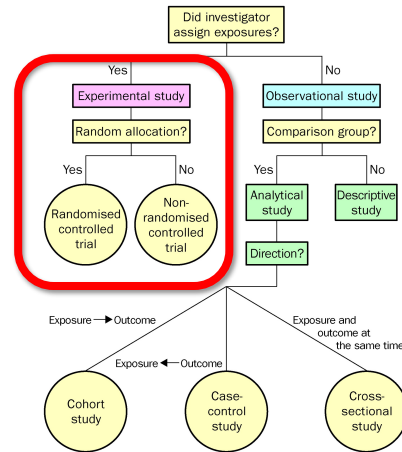 Did investigator
assign exposures?
Yes
No
Experimental study
Observational study
Random allocation?
Comparison group?
Yes
No
Yes
No
Randomised
controlled
trial
Non-
randomised
controlled
trial
Analytical
study
Descriptive
study
Direction?
Exposure → Outcome
Exposure and
outcome at
the same time
Exposure ← Outcome
Cohort
study
Case-
control
study
Cross-
sectional
study